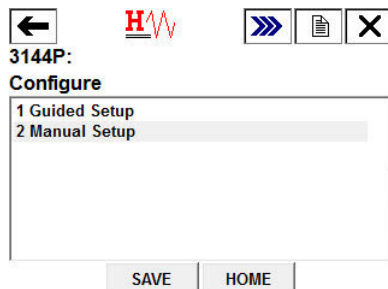 H
3144P:
Configure
1 Guided Setup
2 Manual Setup
SAVE HOME